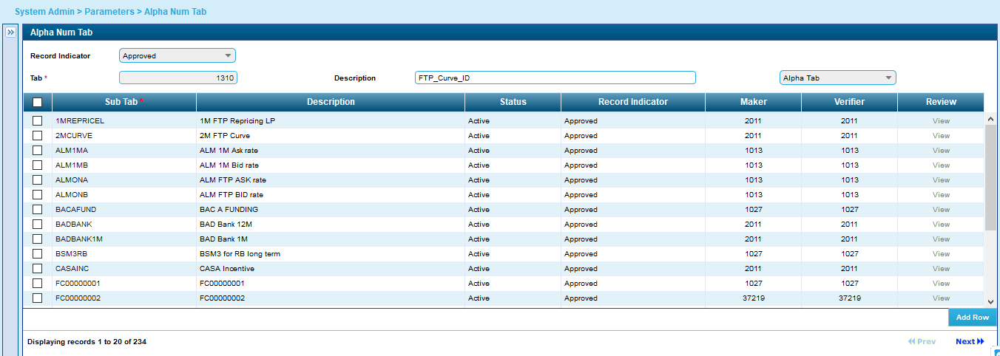 System Admin > Parameters > Alpha Num Tab
Alpha Num Tab
Record Indicator Approved
Tab * 1310 Description FTP_Curve_ID Alpha Tab
Sub Tab * Description Status Record Indicator Maker Verifier Review
1MREPRICEL 1M FTP Repricing LP Active Approved 2011 2011 View
2MCURVE 2M FTP Curve Active Approved 2011 2011 View
ALM1MA ALM 1M Ask rate Active Approved 1013 1013 View
ALM1MB ALM 1M Bid rate Active Approved 1013 1013 View
ALMONA ALM FTP ASK rate Active Approved 1013 1013 View
ALMONB ALM FTP BID rate Active Approved 1013 1013 View
BACAFUND BAC A FUNDING Active Approved 1027 1027 View
BADBANK BAD Bank 12M Active Approved 2011 2011 View
BADBANK1M BAD Bank 1M Active Approved 2011 2011 View
BSM3RB BSM3 for RB long term Active Approved 1027 1027 View
CASAINC CASA Incentive Active Approved 2011 2011 View
FC00000001 FC00000001 Active Approved 1027 1027 View
FC00000002 FC00000002 Active Approved 37219 37219 View
Add Row
Displaying records 1 to 20 of 234 Prev Next